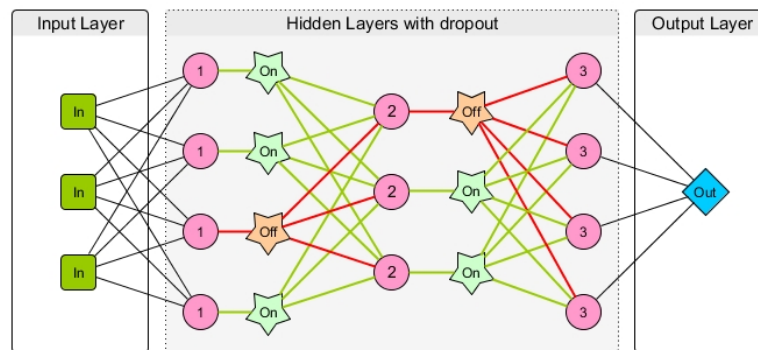 Input Layer
Hidden Layers with dropout
Output Layer
In
In
In
1
1
1
1
On
On
Off
On
2
2
2
Off
On
On
3
3
3
3
Out